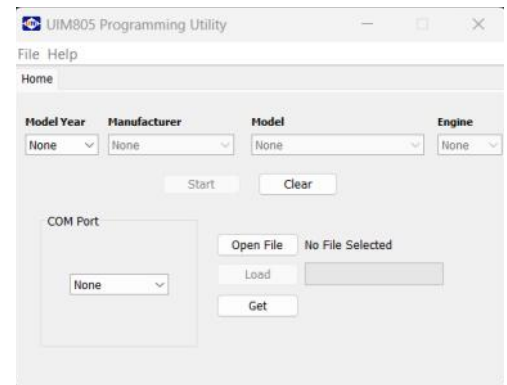 UIM805 Programming Utility
File Help
Home
Model Year Manufacturer Model Engine
None None None None
Start Clear
COM Port
Open File No File Selected
None
Load
Get